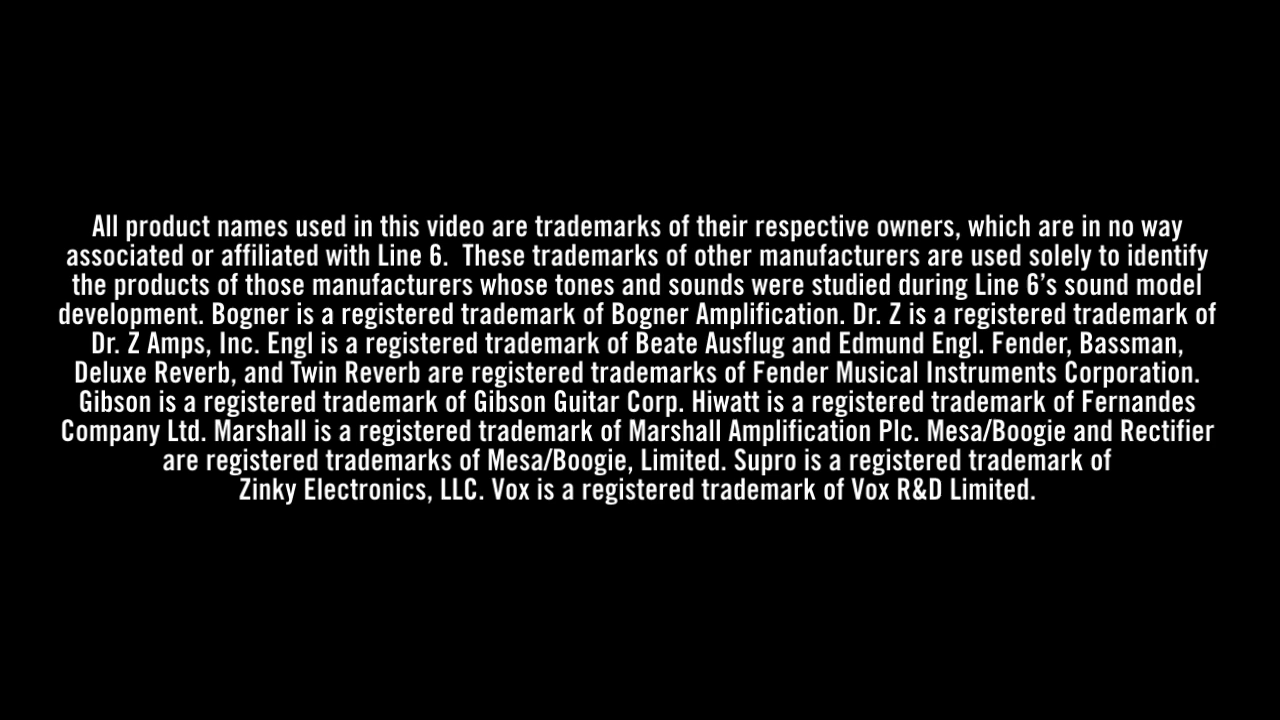 All product names used in this video are trademarks of their respective owners, which are in no way
associated or affiliated with Line 6.  These trademarks of other manufacturers are used solely to identify
the products of those manufacturers whose tones and sounds were studied during Line 6’s sound model
development. Bogner is a registered trademark of Bogner Amplification. Dr. Z is a registered trademark of
Dr. Z Amps, Inc. Engl is a registered trademark of Beate Ausflug and Edmund Engl. Fender, Bassman,
Deluxe Reverb, and Twin Reverb are registered trademarks of Fender Musical Instruments Corporation.
Gibson is a registered trademark of Gibson Guitar Corp. Hiwatt is a registered trademark of Fernandes
Company Ltd. Marshall is a registered trademark of Marshall Amplification Plc. Mesa/Boogie and Rectifier
are registered trademarks of Mesa/Boogie, Limited. Supro is a registered trademark of
Zinky Electronics, LLC. Vox is a registered trademark of Vox R&D Limited.